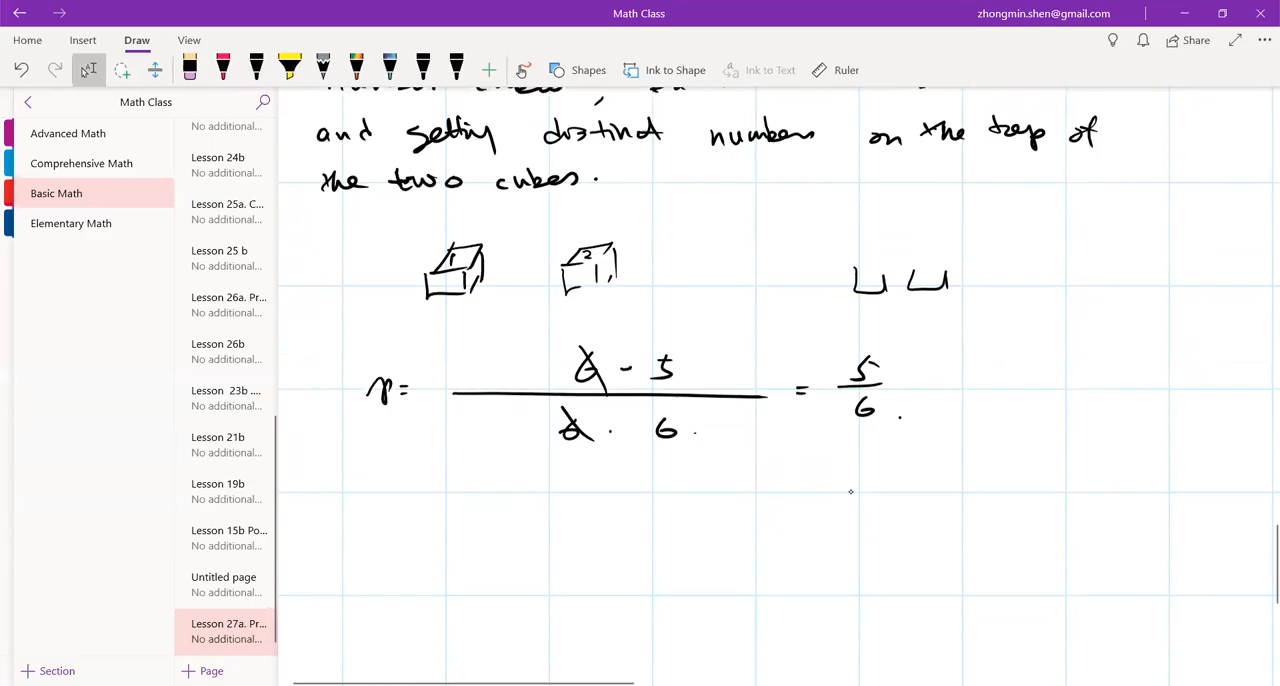 Math Class
zhongmin.shen@gmail.com
Home
Insert
Draw
View
Share
Shapes
Ink to Shape
Ink to Text
Ruler
Math Class
Advanced Math
Comprehensive Math
Basic Math
Elementary Math
No additional...
Lesson 24b
No additional...
Lesson 25a. C...
No additional...
Lesson 25 b
No additional...
Lesson 26a. Pr...
No additional...
Lesson 26b
No additional...
Lesson 23b ....
No additional...
Lesson 21b
No additional...
Lesson 19b
No additional...
Lesson 15b Po...
No additional...
Untitled page
No additional...
Lesson 27a. Pr...
No additional...
Section
Page
and getting distinct numbers on the top of
the two cubes.
1 2
6 · 5
p = = 5/6.
6 · 6